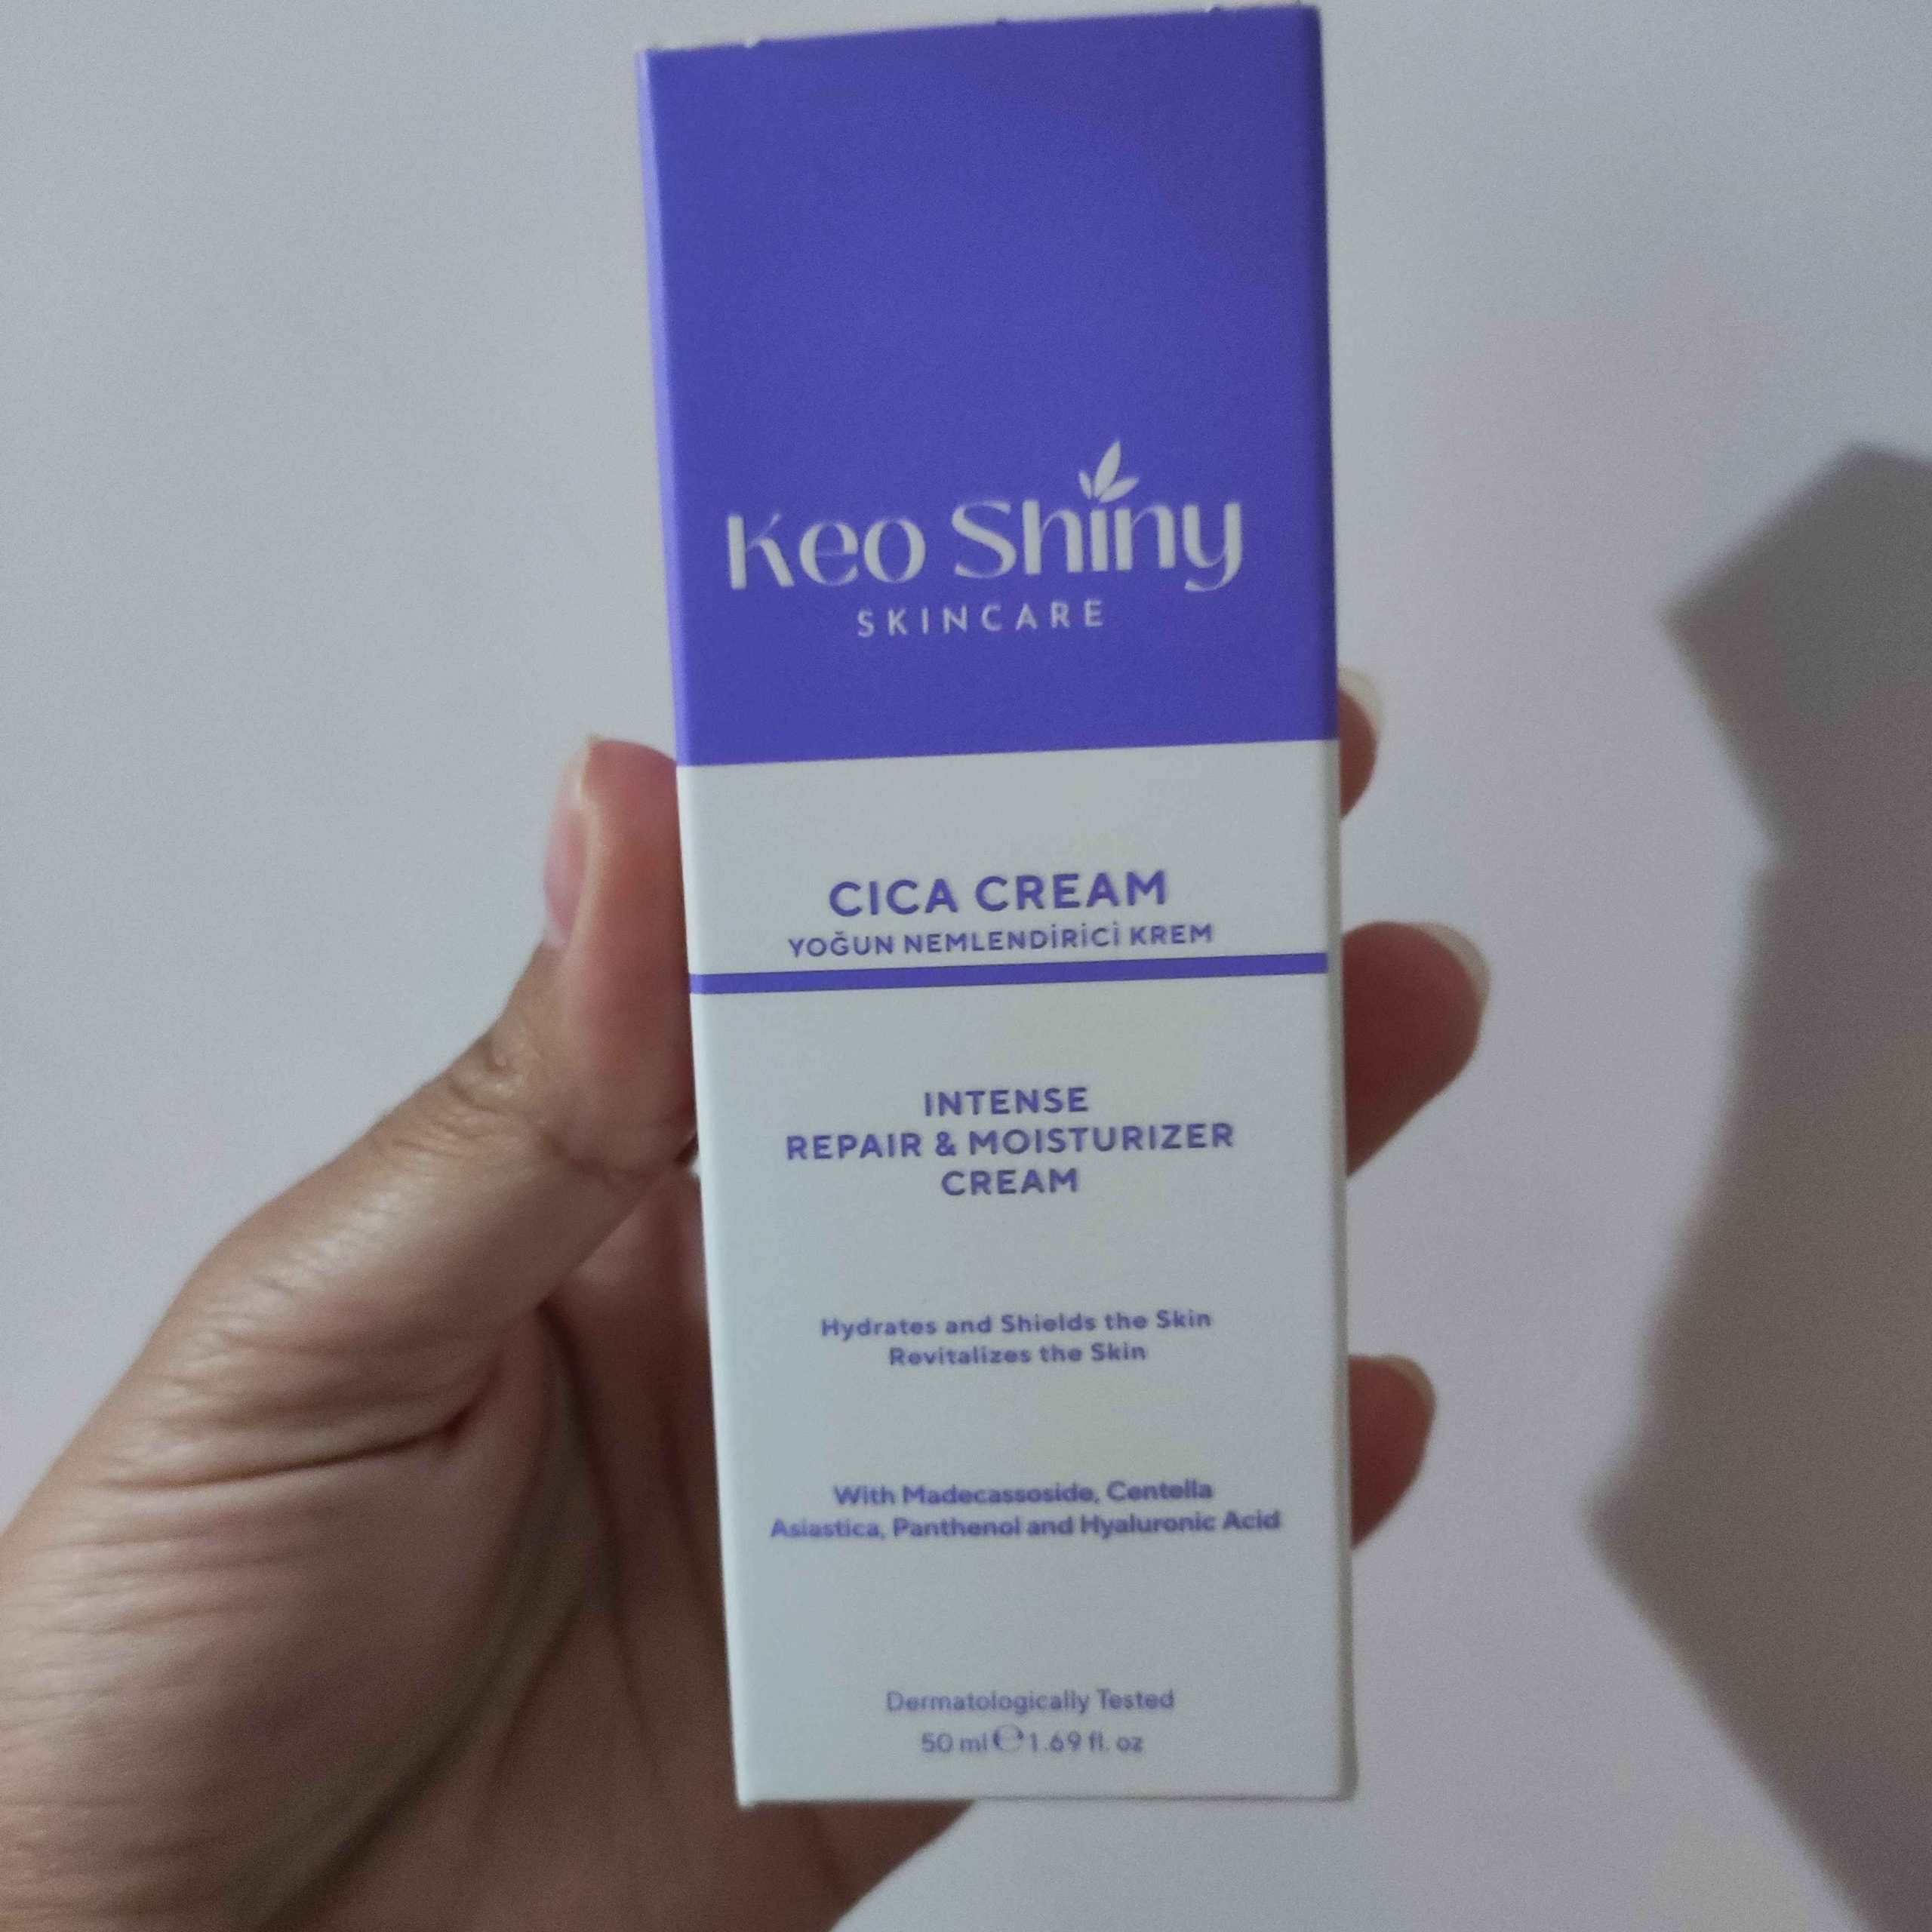 Keo Shiny
SKINCARE
CICA CREAM
YOĞUN NEMLENDİRİCİ KREM
INTENSE
REPAIR & MOISTURIZER
CREAM
Hydrates and Shields the Skin
Revitalizes the Skin
With Madecassoside, Centella
Asiastica, Panthenol and Hyaluronic Acid
Dermatologically Tested
50 ml ℮ 1.69 fl. oz